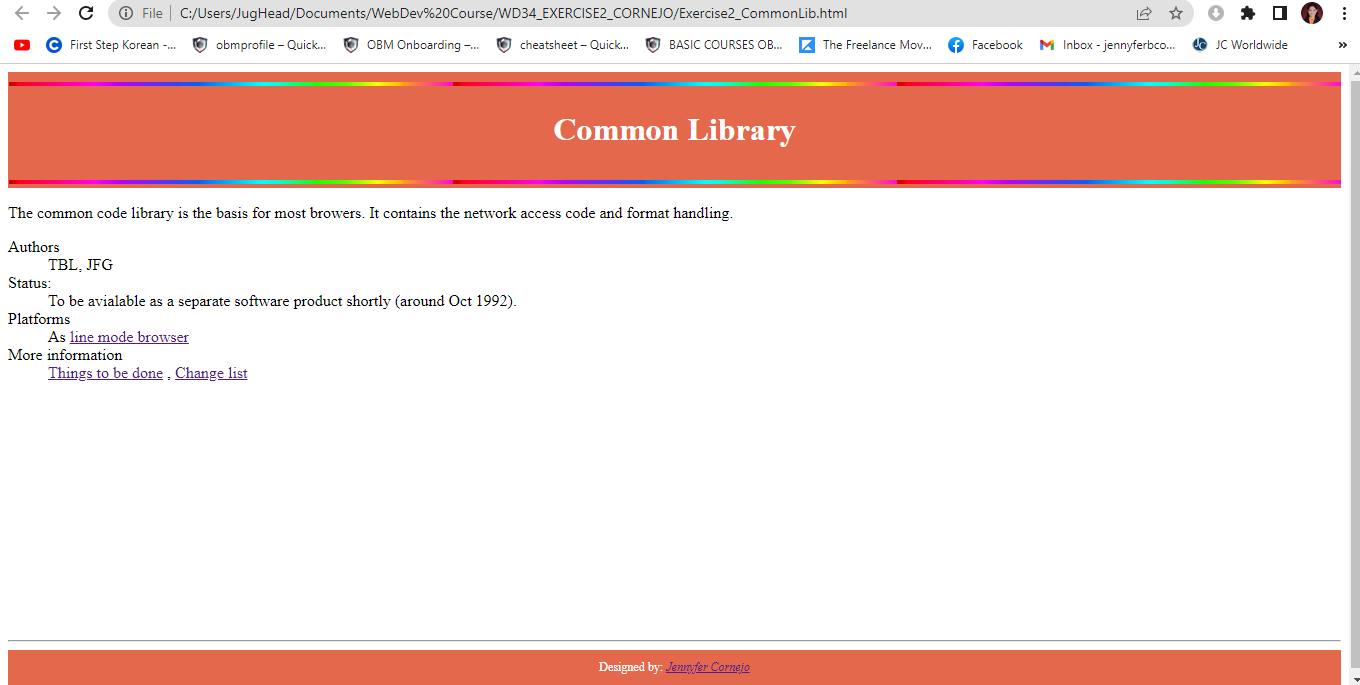 File | C:/Users/JugHead/Documents/WebDev%20Course/WD34_EXERCISE2_CORNEJO/Exercise2_CommonLib.html
First Step Korean -... obmprofile – Quick... OBM Onboarding –... cheatsheet – Quick... BASIC COURSES OB... The Freelance Mov... Facebook Inbox - jennyferbco... JC Worldwide »
Common Library
The common code library is the basis for most browers. It contains the network access code and format handling.
Authors
TBL, JFG
Status:
To be avialable as a separate software product shortly (around Oct 1992).
Platforms
As line mode browser
More information
Things to be done , Change list
Designed by: Jennyfer Cornejo